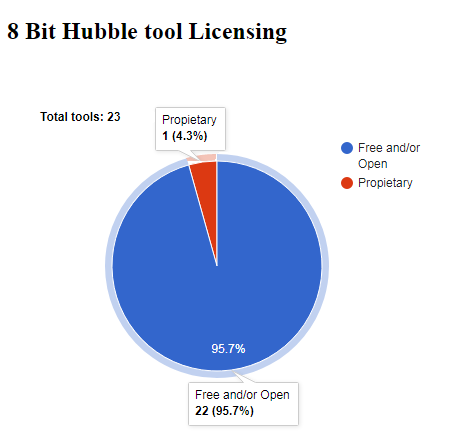 8 Bit Hubble tool Licensing
Total tools: 23
Propietary
1 (4.3%)
Free and/or
Open
Propietary
95.7%
Free and/or Open
22 (95.7%)